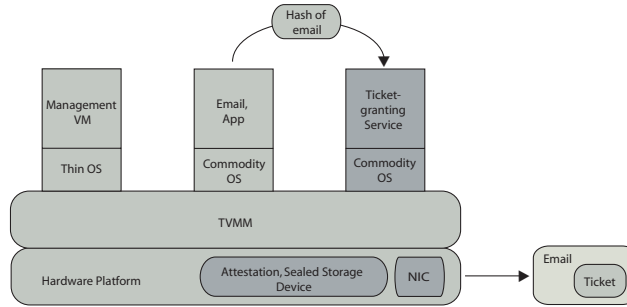 Hash of
email
Management
VM
Email,
App
Ticket-
granting
Service
Thin OS
Commodity
OS
Commodity
OS
TVMM
Hardware Platform
Attestation, Sealed Storage
Device
NIC
Email
Ticket